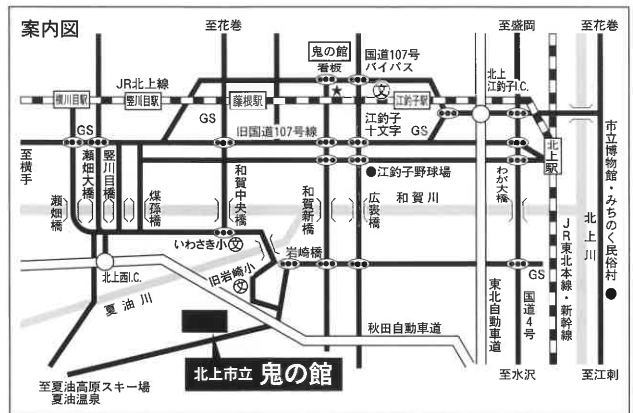 案内図
至花巻
鬼の館
看板
国道107号
バイパス
至盛岡
至花巻
JR北上線
横川目駅
竪川目駅
藤根駅
江釣子駅
文
北上
江釣子I.C.
GS
GS
旧国道107号線
江釣子
十文字
GS
北上駅
至横手
瀬畑大橋
竪川目橋
江釣子野球場
瀬畑橋
煤孫橋
和賀中央橋
和賀新橋
広表橋
和賀川
わが大橋
市立博物館・みちのく民俗村
北上川
JR東北本線・新幹線
いわさき小
文
岩崎橋
北上西I.C.
旧岩崎小
文
GS
夏油川
東北自動車道
国道4号
秋田自動車道
北上市立 鬼の館
至夏油高原スキー場
夏油温泉
至水沢
至江刺